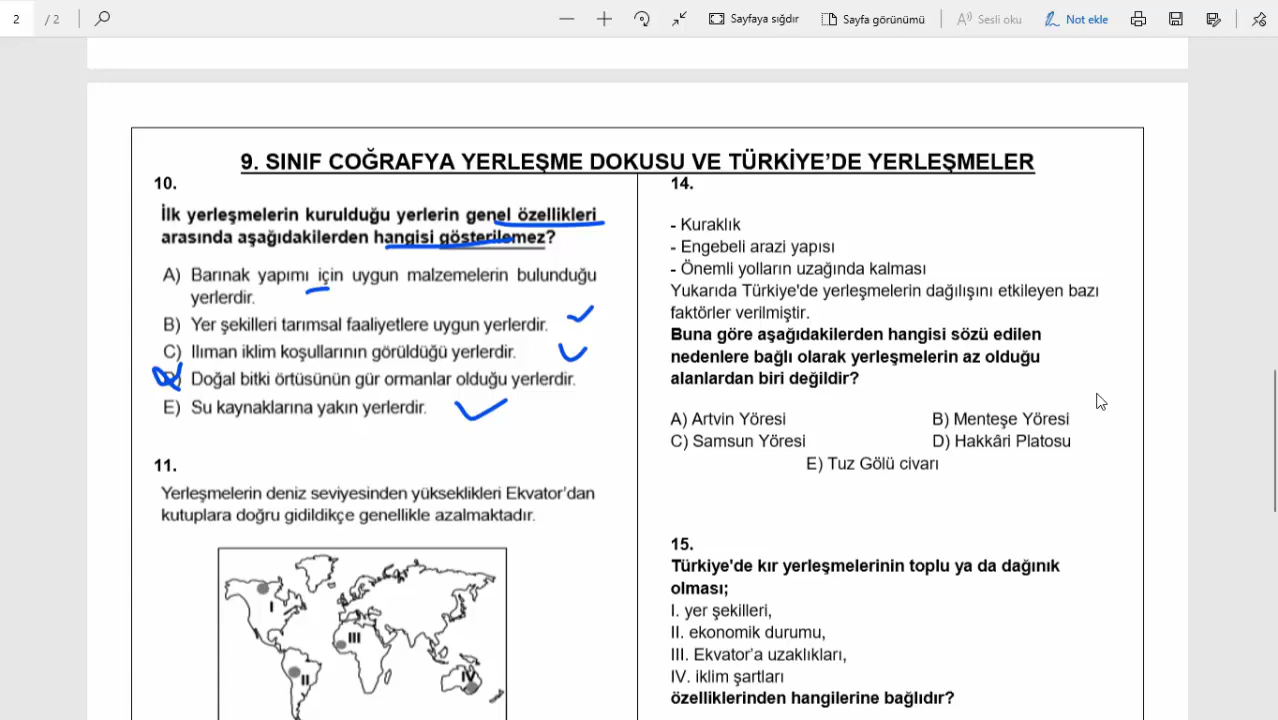 2 / 2
Sayfaya sığdır
Sayfa görünümü
Sesli oku
Not ekle
9. SINIF COĞRAFYA YERLEŞME DOKUSU VE TÜRKİYE'DE YERLEŞMELER
10.
İlk yerleşmelerin kurulduğu yerlerin genel özellikleri
arasında aşağıdakilerden hangisi gösterilemez?
A) Barınak yapımı için uygun malzemelerin bulunduğu
yerlerdir.
B) Yer şekilleri tarımsal faaliyetlere uygun yerlerdir.
C) Ilıman iklim koşullarının görüldüğü yerlerdir.
D) Doğal bitki örtüsünün gür ormanlar olduğu yerlerdir.
E) Su kaynaklarına yakın yerlerdir.
11.
Yerleşmelerin deniz seviyesinden yükseklikleri Ekvator'dan
kutuplara doğru gidildikçe genellikle azalmaktadır.
I
III
II
IV
14.
- Kuraklık
- Engebeli arazi yapısı
- Önemli yolların uzağında kalması
Yukarıda Türkiye'de yerleşmelerin dağılışını etkileyen bazı
faktörler verilmiştir.
Buna göre aşağıdakilerden hangisi sözü edilen
nedenlere bağlı olarak yerleşmelerin az olduğu
alanlardan biri değildir?
A) Artvin Yöresi B) Menteşe Yöresi
C) Samsun Yöresi D) Hakkâri Platosu
E) Tuz Gölü civarı
15.
Türkiye'de kır yerleşmelerinin toplu ya da dağınık
olması;
I. yer şekilleri,
II. ekonomik durumu,
III. Ekvator'a uzaklıkları,
IV. iklim şartları
özelliklerinden hangilerine bağlıdır?